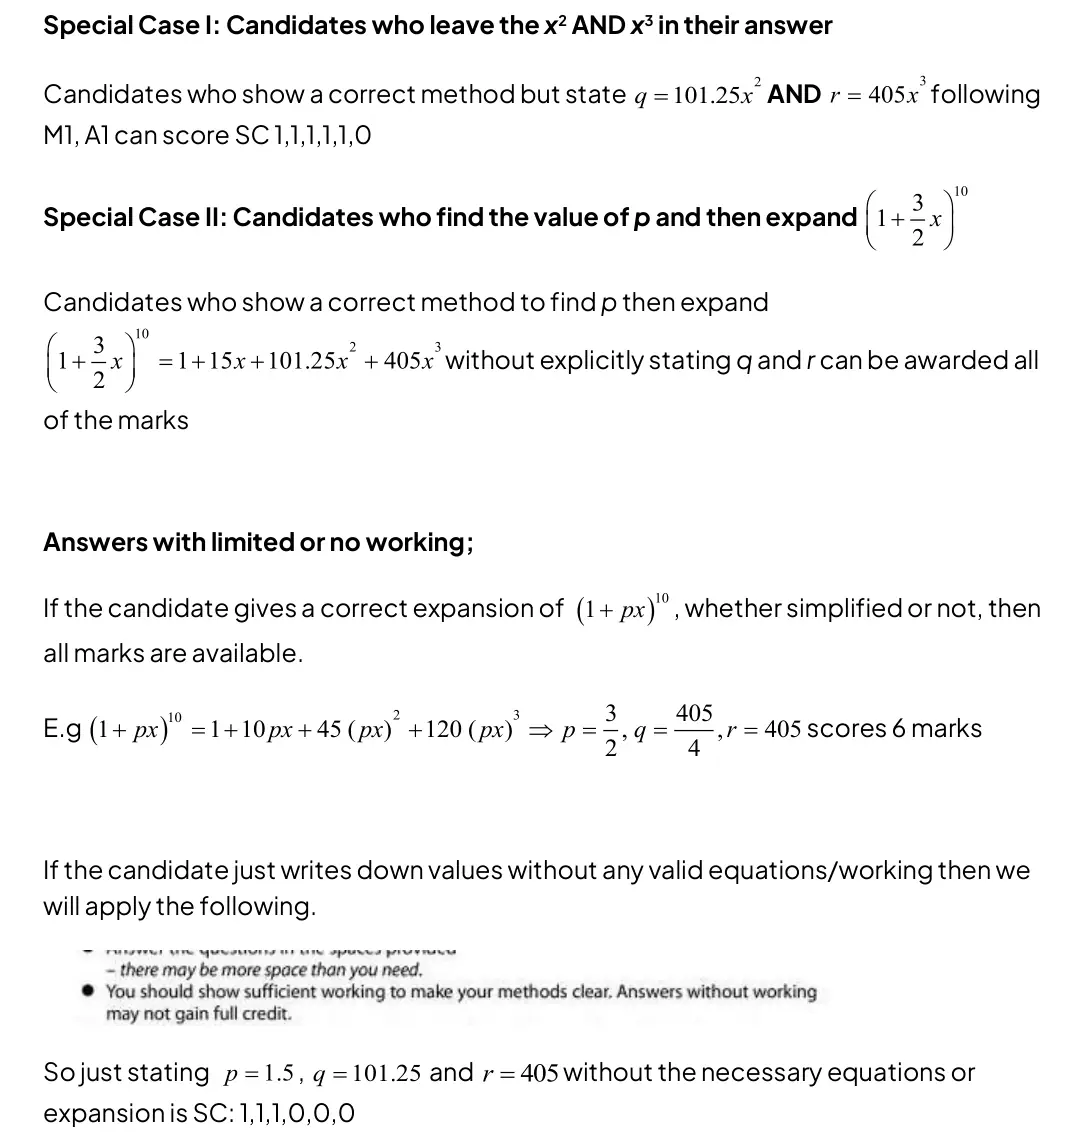 Special Case I: Candidates who leave the x² AND x³ in their answer
Candidates who show a correct method but state q = 101.25x² AND r = 405x³ following
M1, A1 can score SC 1,1,1,1,1,0
Special Case II: Candidates who find the value of p and then expand (1 + 3/2 x)¹⁰
Candidates who show a correct method to find p then expand
(1 + 3/2 x)¹⁰ = 1 + 15x + 101.25x² + 405x³ without explicitly stating q and r can be awarded all
of the marks
Answers with limited or no working;
If the candidate gives a correct expansion of (1 + px)¹⁰, whether simplified or not, then
all marks are available.
E.g (1 + px)¹⁰ = 1 + 10px + 45(px)² + 120(px)³ ⇒ p = 3/2, q = 405/4, r = 405 scores 6 marks
If the candidate just writes down values without any valid equations/working then we
will apply the following.
Answer the questions in the spaces provided
– there may be more space than you need.
● You should show sufficient working to make your methods clear. Answers without working
may not gain full credit.
So just stating p = 1.5, q = 101.25 and r = 405 without the necessary equations or
expansion is SC: 1,1,1,0,0,0